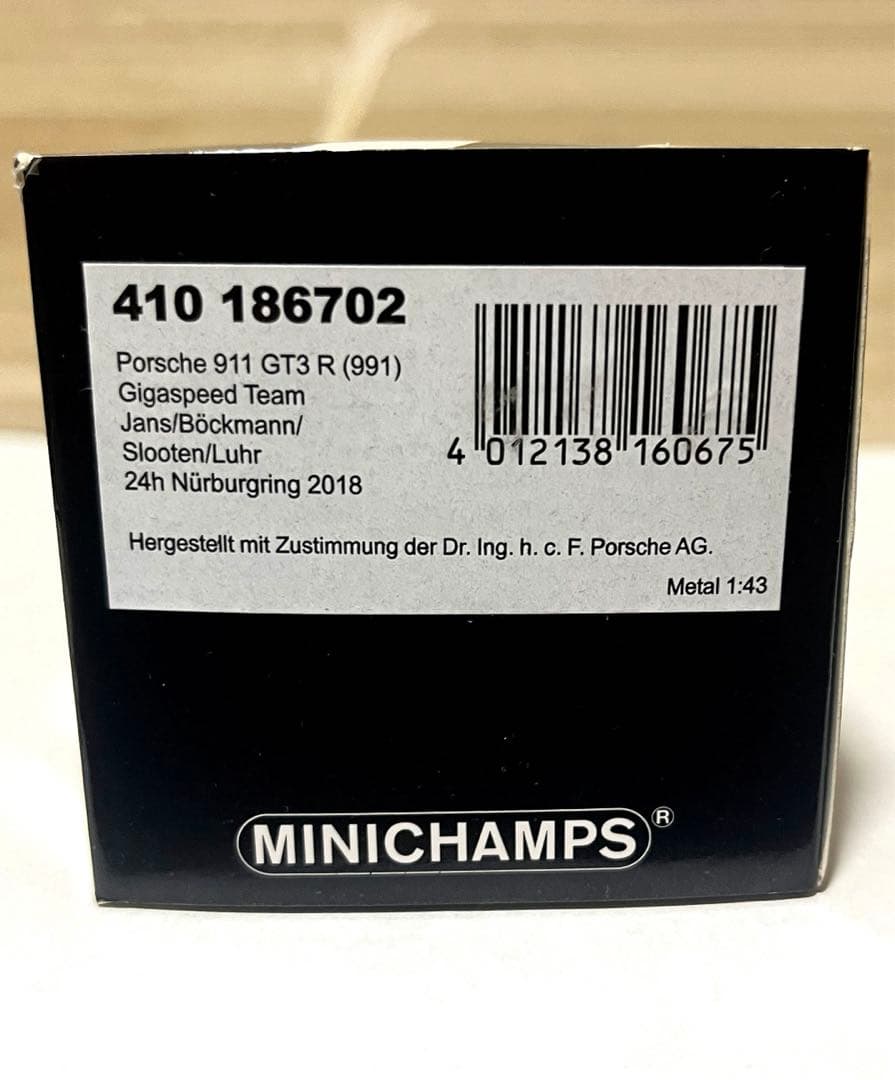 410 186702
Porsche 911 GT3 R (991)
Gigaspeed Team
Jans/Böckmann/
Slooten/Luhr
24h Nürburgring 2018
4 012138 160675
Hergestellt mit Zustimmung der Dr. Ing. h. c. F. Porsche AG.
Metal 1:43
MINICHAMPS®